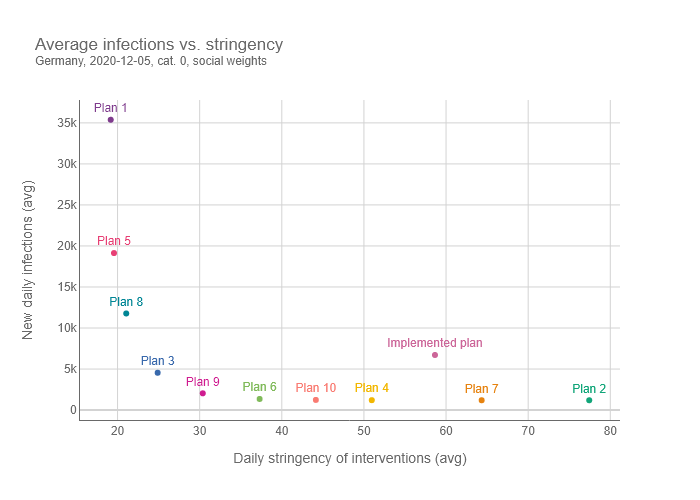 Average infections vs. stringency
Germany, 2020-12-05, cat. 0, social weights
New daily infections (avg)
35k
30k
25k
20k
15k
10k
5k
0
Plan 1
Plan 5
Plan 8
Plan 3
Plan 9
Plan 6
Plan 10
Plan 4
Implemented plan
Plan 7
Plan 2
20
30
40
50
60
70
80
Daily stringency of interventions (avg)